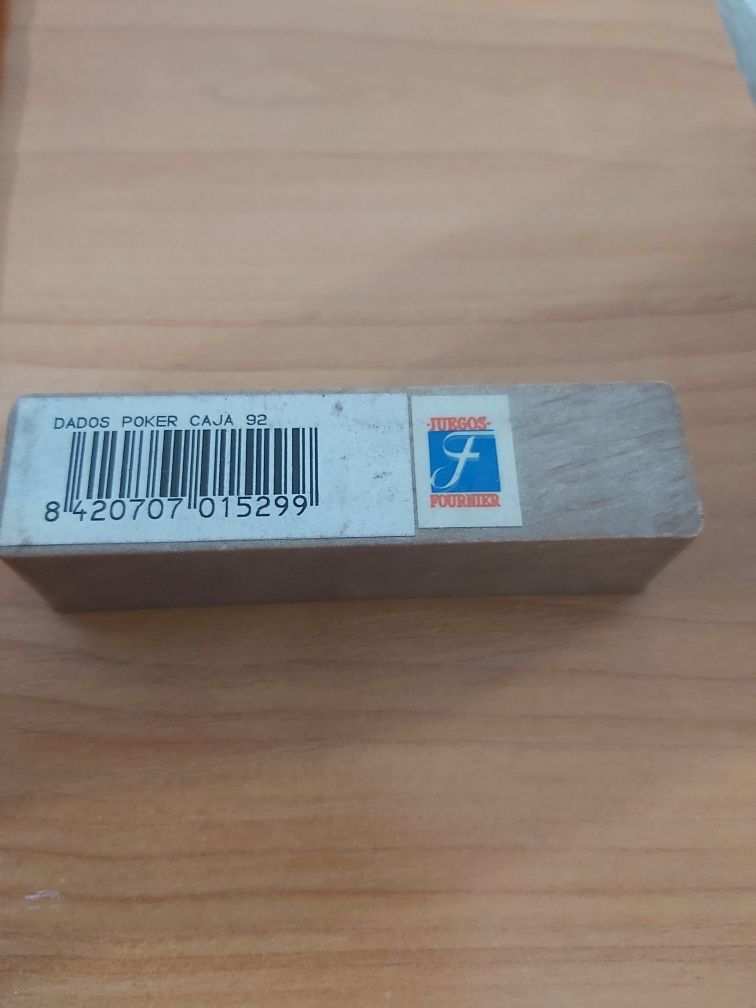 DADOS POKER CAJA 92
8 420707 015299
·JUEGOS·
F
FOURNIER